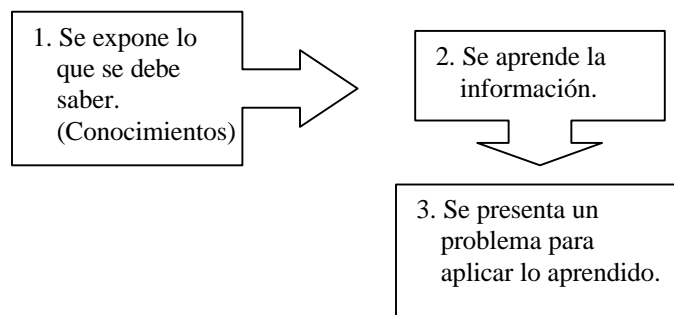 1. Se expone lo
que se debe
saber.
(Conocimientos)
2. Se aprende la
información.
3. Se presenta un
problema para
aplicar lo aprendido.